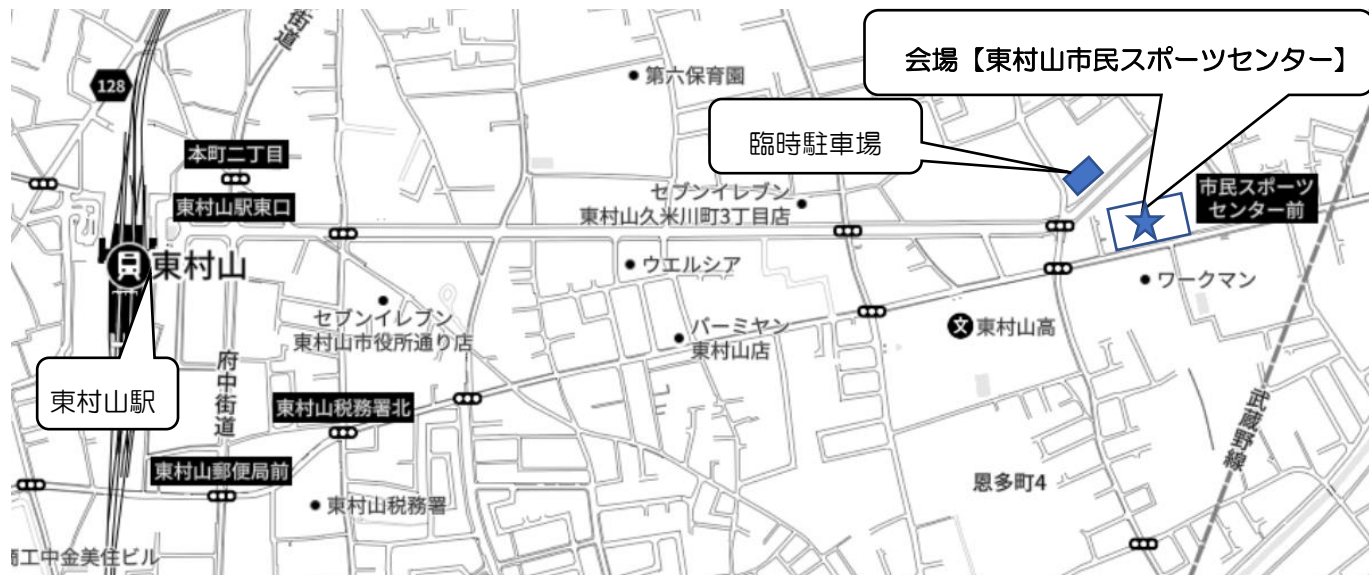 街道
会場【東村山市民スポーツセンター】
128
第六保育園
臨時駐車場
本町二丁目
東村山駅東口
セブンイレブン
東村山久米川町3丁目店
市民スポーツ
センター前
東村山
ウエルシア
ワークマン
セブンイレブン
東村山市役所通り店
バーミヤン
東村山店
文
東村山高
東村山駅
府中街道
東村山税務署北
武蔵野線
東村山郵便局前
東村山税務署
恩多町4
商工中金美住ビル